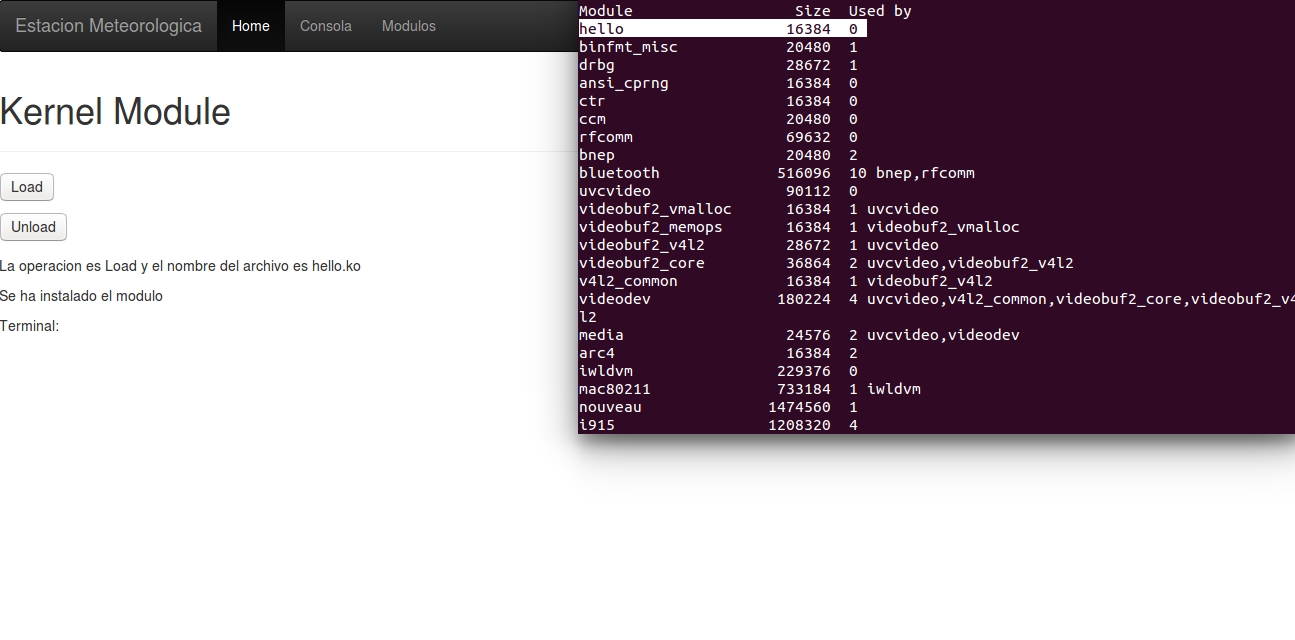 Estacion Meteorologica Home Consola Modulos
Kernel Module
Load
Unload
La operacion es Load y el nombre del archivo es hello.ko
Se ha instalado el modulo
Terminal:
Module Size Used by
hello 16384 0
binfmt_misc 20480 1
drbg 28672 1
ansi_cprng 16384 0
ctr 16384 0
ccm 20480 0
rfcomm 69632 0
bnep 20480 2
bluetooth 516096 10 bnep,rfcomm
uvcvideo 90112 0
videobuf2_vmalloc 16384 1 uvcvideo
videobuf2_memops 16384 1 videobuf2_vmalloc
videobuf2_v4l2 28672 1 uvcvideo
videobuf2_core 36864 2 uvcvideo,videobuf2_v4l2
v4l2_common 16384 1 videobuf2_v4l2
videodev 180224 4 uvcvideo,v4l2_common,videobuf2_core,videobuf2_v4
l2
media 24576 2 uvcvideo,videodev
arc4 16384 2
iwldvm 229376 0
mac80211 733184 1 iwldvm
nouveau 1474560 1
i915 1208320 4